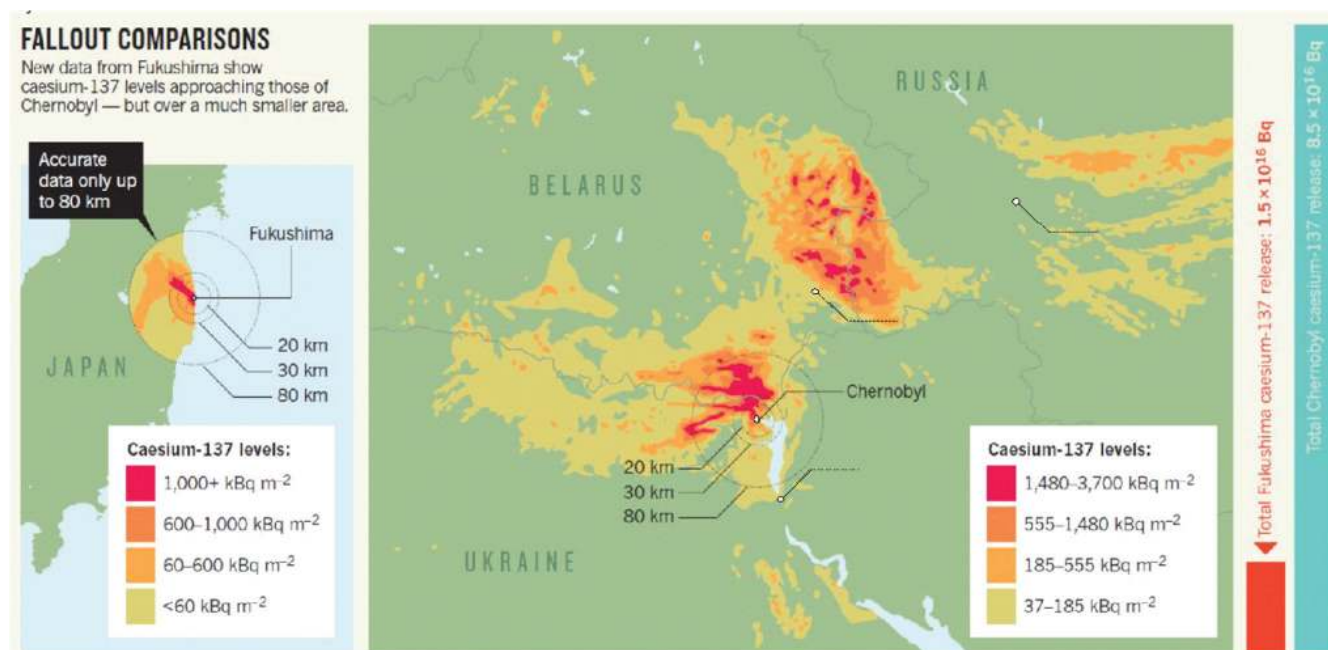 FALLOUT COMPARISONS
New data from Fukushima show
caesium-137 levels approaching those of
Chernobyl — but over a much smaller area.
Accurate
data only up
to 80 km
Fukushima
20 km
30 km
80 km
JAPAN
Caesium-137 levels:
1,000+ kBq m⁻²
600–1,000 kBq m⁻²
60–600 kBq m⁻²
<60 kBq m⁻²
RUSSIA
BELARUS
Chernobyl
20 km
30 km
80 km
UKRAINE
Caesium-137 levels:
1,480–3,700 kBq m⁻²
555–1,480 kBq m⁻²
185–555 kBq m⁻²
37–185 kBq m⁻²
Total Fukushima caesium-137 release: 1.5 × 10¹⁶ Bq
Total Chernobyl caesium-137 release: 8.5 × 10¹⁶ Bq